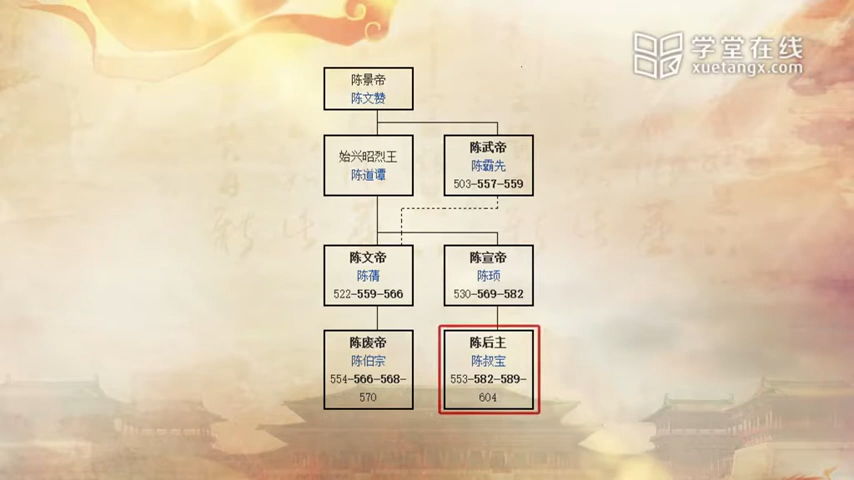 学堂在线
xuetangx.com
陈景帝
陈文赞
始兴昭烈王
陈道谭
陈武帝
陈霸先
503-557-559
陈文帝
陈蒨
522-559-566
陈宣帝
陈顼
530-569-582
陈废帝
陈伯宗
554-566-568-
570
陈后主
陈叔宝
553-582-589-
604